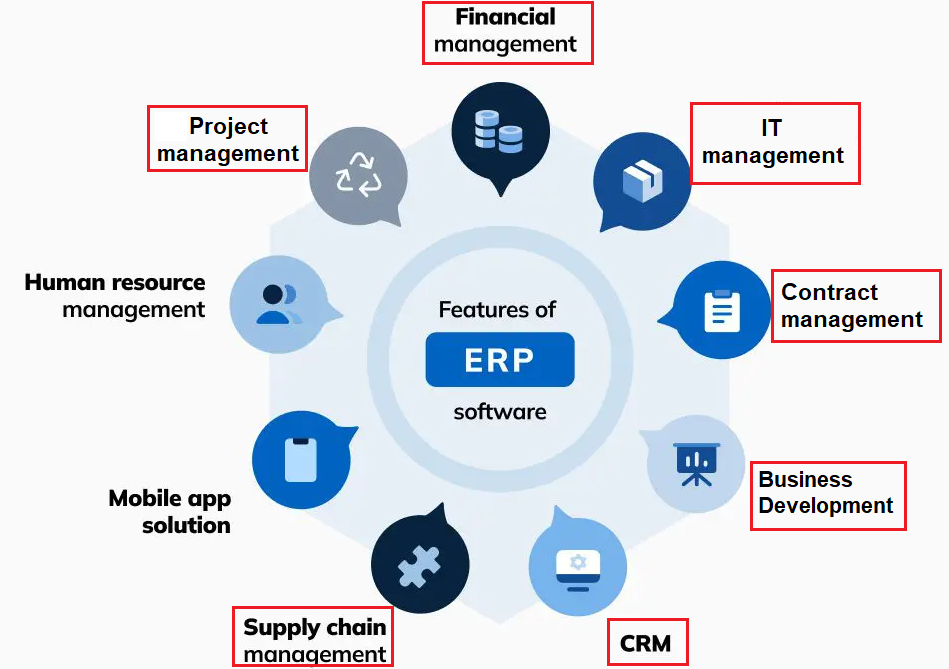 Financial
management
Project
management
IT
management
Human resource
management
Contract
management
Features of
ERP
software
Business
Development
Mobile app
solution
Supply chain
management
CRM